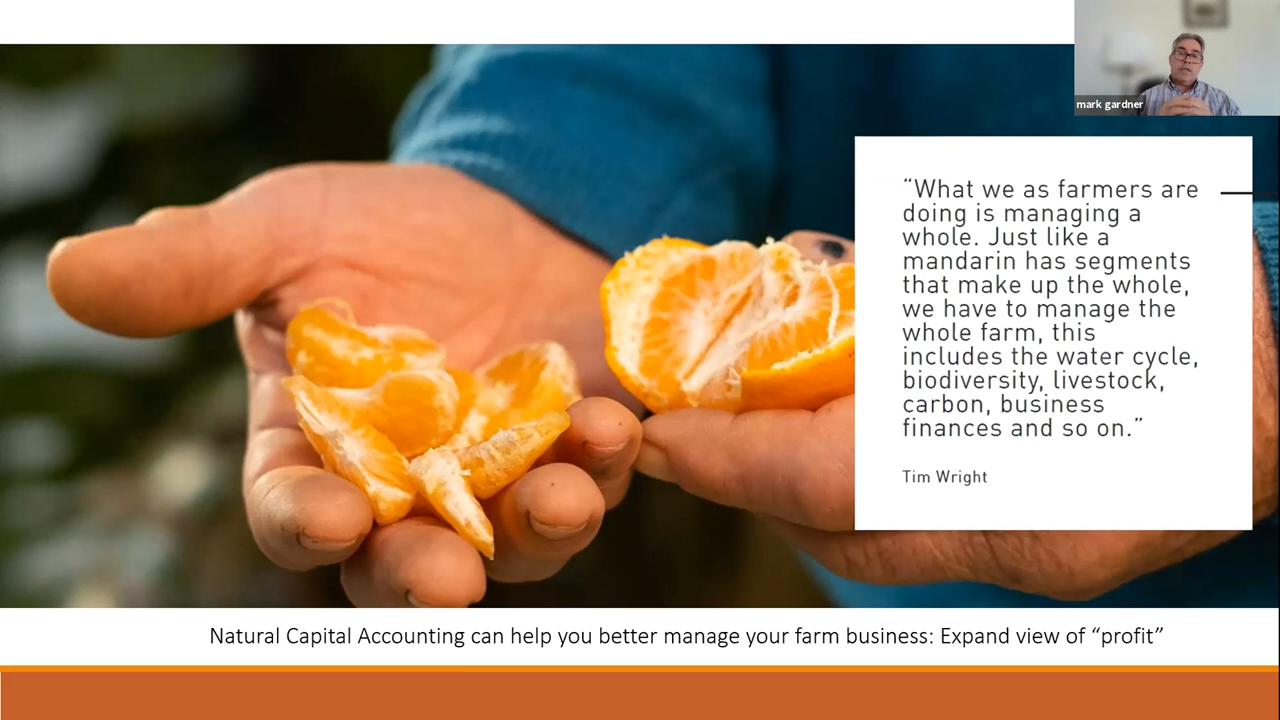 mark gardner
“What we as farmers are
doing is managing a
whole. Just like a
mandarin has segments
that make up the whole,
we have to manage the
whole farm, this
includes the water cycle,
biodiversity, livestock,
carbon, business
finances and so on.”
Tim Wright
Natural Capital Accounting can help you better manage your farm business: Expand view of “profit”